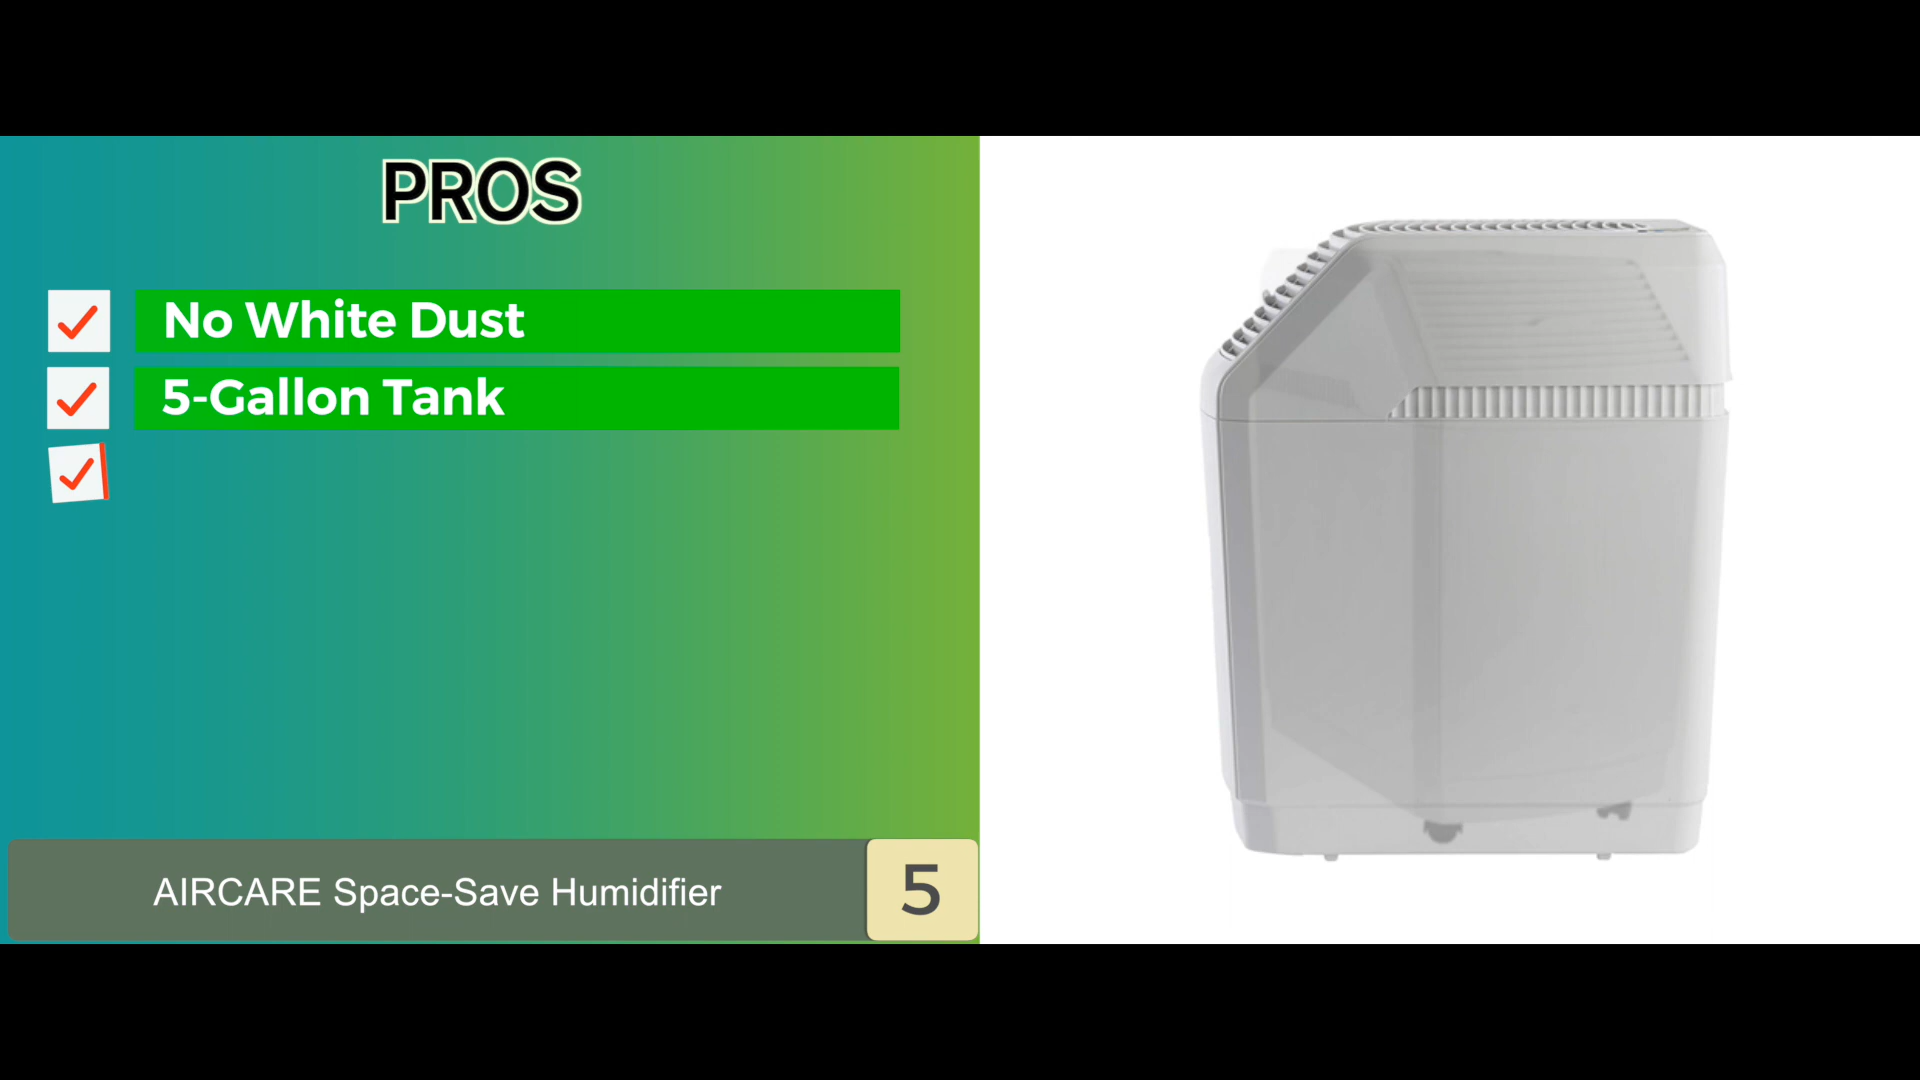 PROS
No White Dust
5-Gallon Tank
AIRCARE Space-Save Humidifier
5